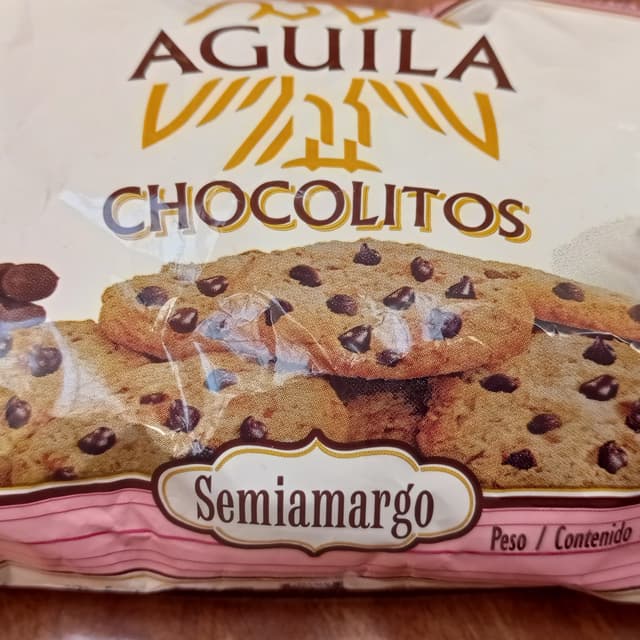 AGUILA
CHOCOLITOS
Semiamargo
Peso / Contenido